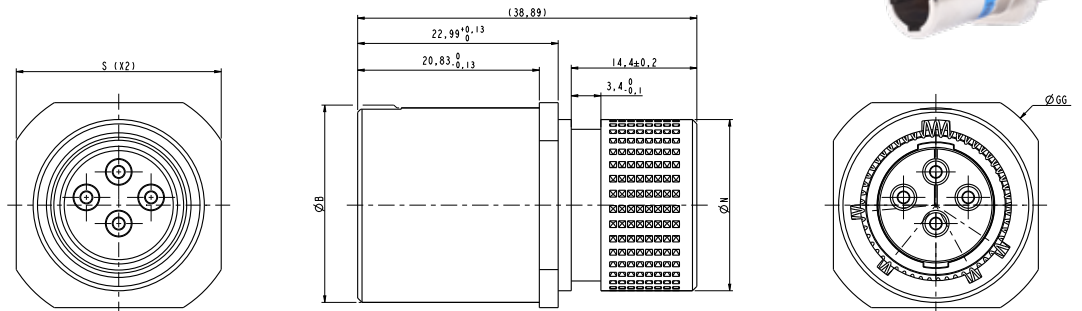 (38,89)
22,99 +0,13 0
S (X2)
20,83 0 -0,13
14,4±0,2
3,4 0 -0,1
ØGG
ØB
ØN